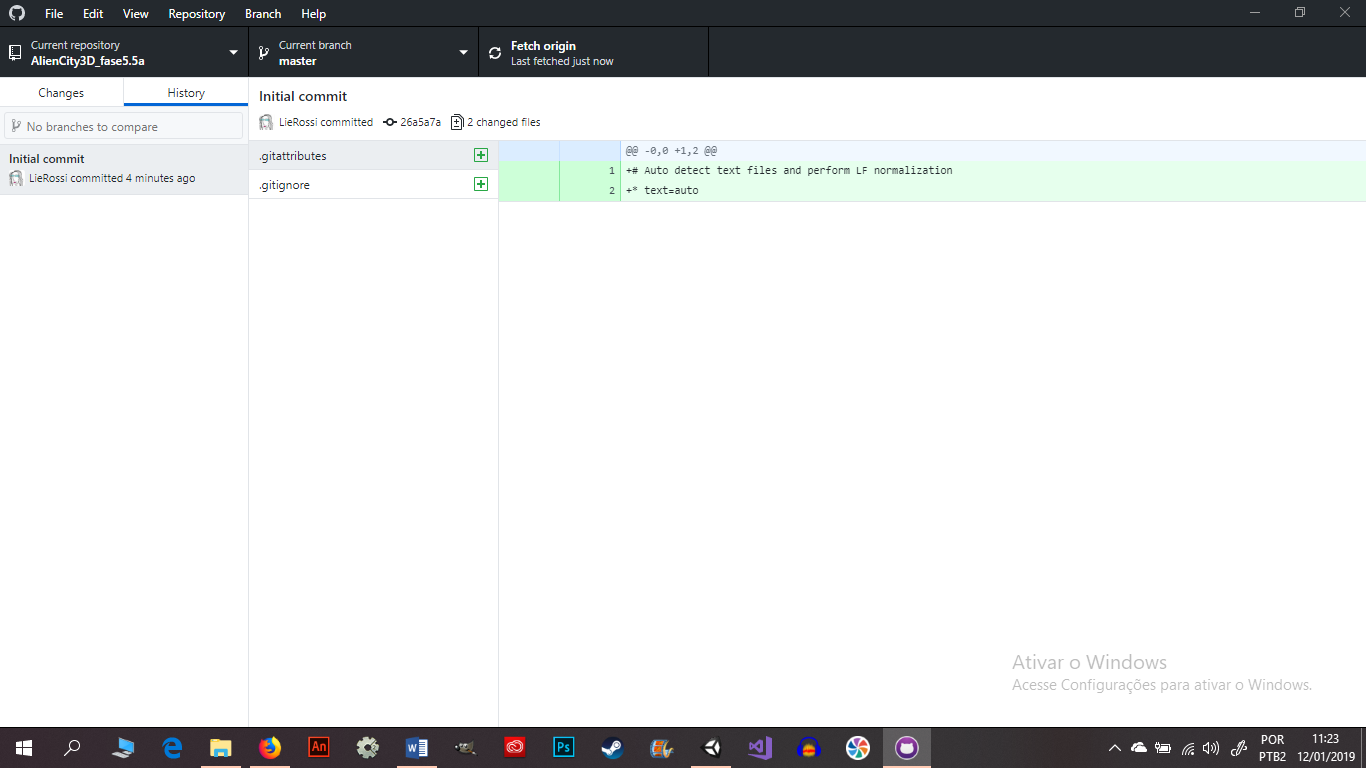 File Edit View Repository Branch Help
Current repository
AlienCity3D_fase5.5a
Current branch
master
Fetch origin
Last fetched just now
Changes History
No branches to compare
Initial commit
LieRossi committed 4 minutes ago
Initial commit
LieRossi committed 26a5a7a 2 changed files
.gitattributes
.gitignore
@@ -0,0 +1,2 @@
1 +# Auto detect text files and perform LF normalization
2 +* text=auto
Ativar o Windows
Acesse Configurações para ativar o Windows.
An
Ps
POR
PTB2
11:23
12/01/2019